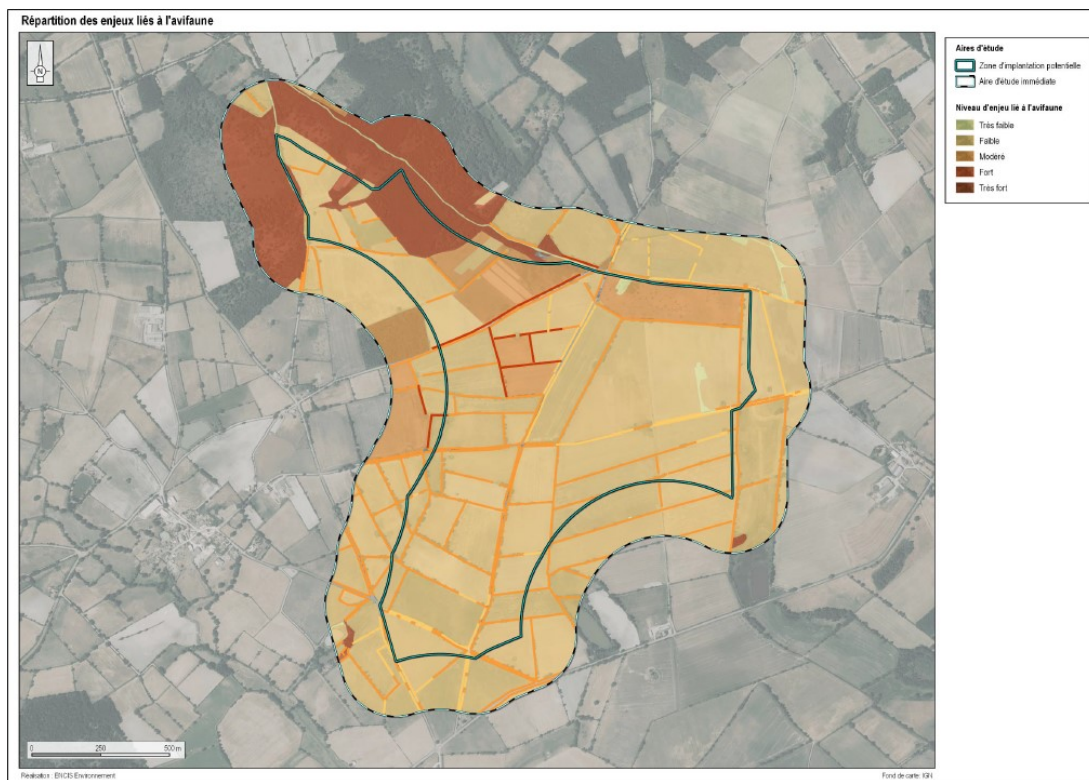 Répartition des enjeux liés à l'avifaune
N
Aires d'étude
Zone d'implantation potentielle
Aire d'étude immédiate
Niveau d'enjeu lié à l'avifaune
Très faible
Faible
Modéré
Fort
Très fort
0 250 500 m
Réalisation : ENCIS Environnement
Fond de carte: IGN